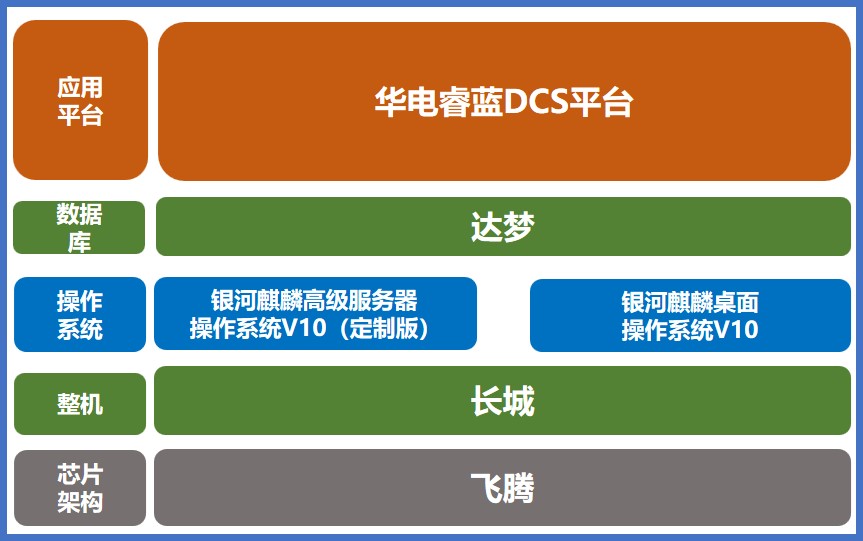 应用
平台
华电睿蓝DCS平台
数据
库
达梦
操作
系统
银河麒麟高级服务器
操作系统V10（定制版）
银河麒麟桌面
操作系统V10
整机
长城
芯片
架构
飞腾